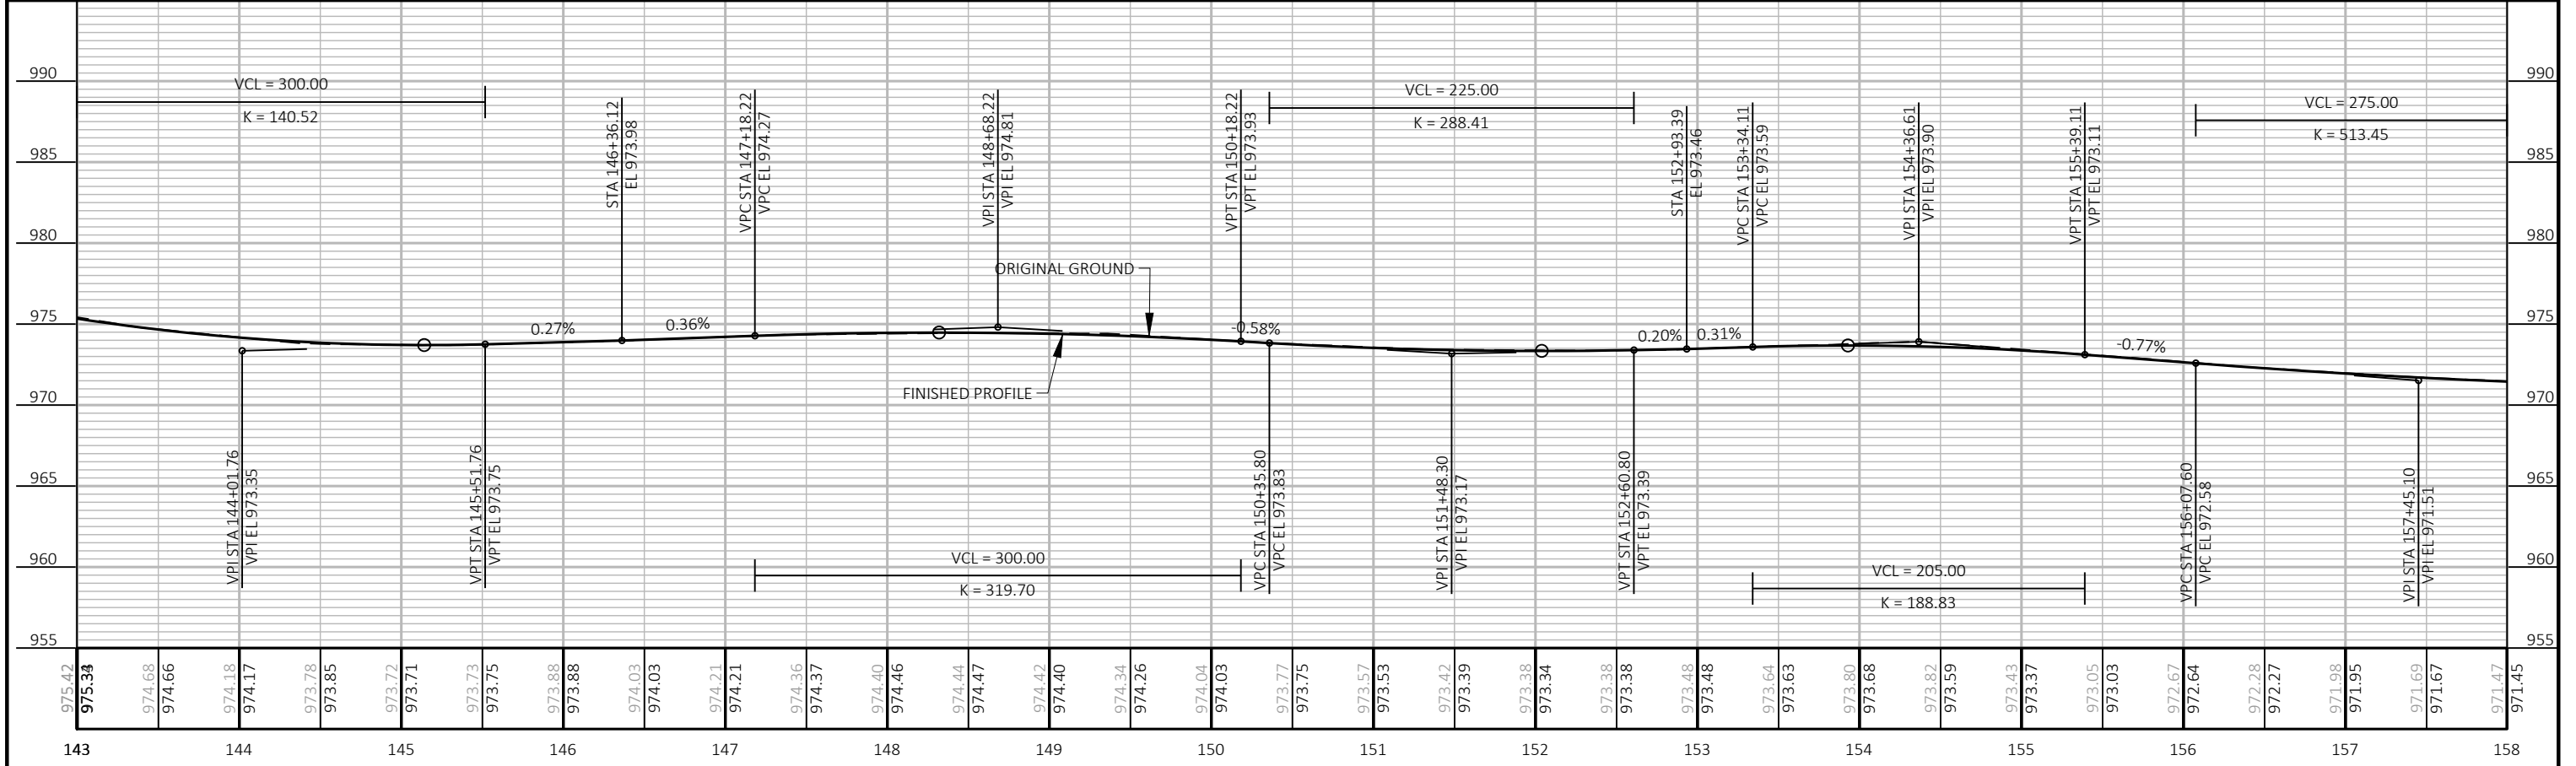 990
985
980
975
970
965
960
955
VCL = 300.00
K = 140.52
VPI STA 144+01.76
VPI EL 973.35
VPT STA 145+51.76
VPT EL 973.75
0.27%
STA 146+36.12
EL 973.98
0.36%
VPC STA 147+18.22
VPC EL 974.27
VPI STA 148+68.22
VPI EL 974.81
ORIGINAL GROUND
FINISHED PROFILE
VCL = 300.00
K = 319.70
VPT STA 150+18.22
VPT EL 973.93
-0.58%
VPC STA 150+35.80
VPC EL 973.83
VCL = 225.00
K = 288.41
VPI STA 151+48.30
VPI EL 973.17
VPT STA 152+60.80
VPT EL 973.39
0.20%
STA 152+93.39
EL 973.46
0.31%
VPC STA 153+34.11
VPC EL 973.59
VPI STA 154+36.61
VPI EL 973.90
VCL = 205.00
K = 188.83
VPT STA 155+39.11
VPT EL 973.11
-0.77%
VPC STA 156+07.60
VPC EL 972.58
VCL = 275.00
K = 513.45
VPI STA 157+45.10
VPI EL 971.51
990
985
980
975
970
965
960
955
975.42
974.68
974.66
974.18
974.17
973.78
973.85
973.72
973.71
973.73
973.75
973.88
973.88
974.03
974.03
974.21
974.21
974.36
974.37
974.40
974.46
974.44
974.47
974.42
974.40
974.34
974.26
974.04
974.03
973.77
973.75
973.57
973.53
973.42
973.39
973.38
973.34
973.38
973.38
973.48
973.48
973.64
973.63
973.80
973.68
973.82
973.59
973.43
973.37
973.05
973.03
972.67
972.64
972.28
972.27
971.98
971.95
971.69
971.67
971.47
971.45
143
144
145
146
147
148
149
150
151
152
153
154
155
156
157
158